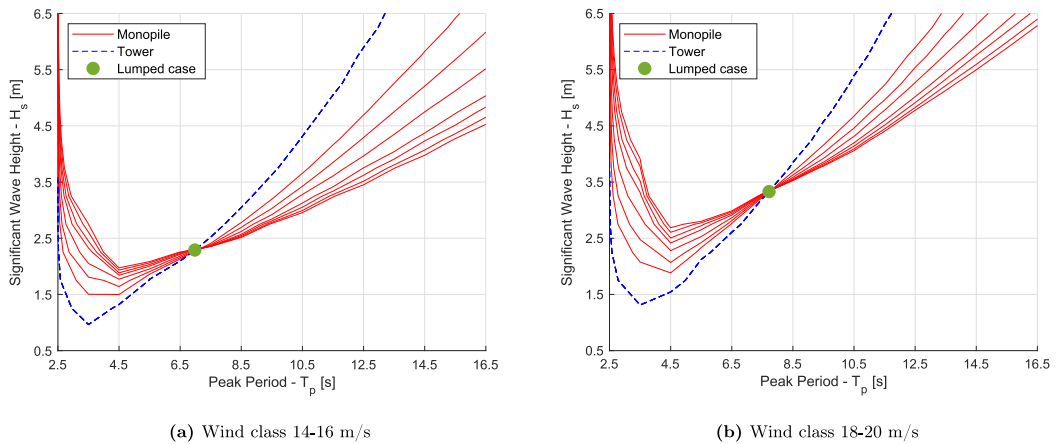 6.5
5.5
4.5
3.5
2.5
1.5
0.5
Significant Wave Height - H_s [m]
Monopile
Tower
Lumped case
2.5 4.5 6.5 8.5 10.5 12.5 14.5 16.5
Peak Period - T_p [s]
(a) Wind class 14-16 m/s
6.5
5.5
4.5
3.5
2.5
1.5
0.5
Significant Wave Height - H_s [m]
Monopile
Tower
Lumped case
2.5 4.5 6.5 8.5 10.5 12.5 14.5 16.5
Peak Period - T_p [s]
(b) Wind class 18-20 m/s